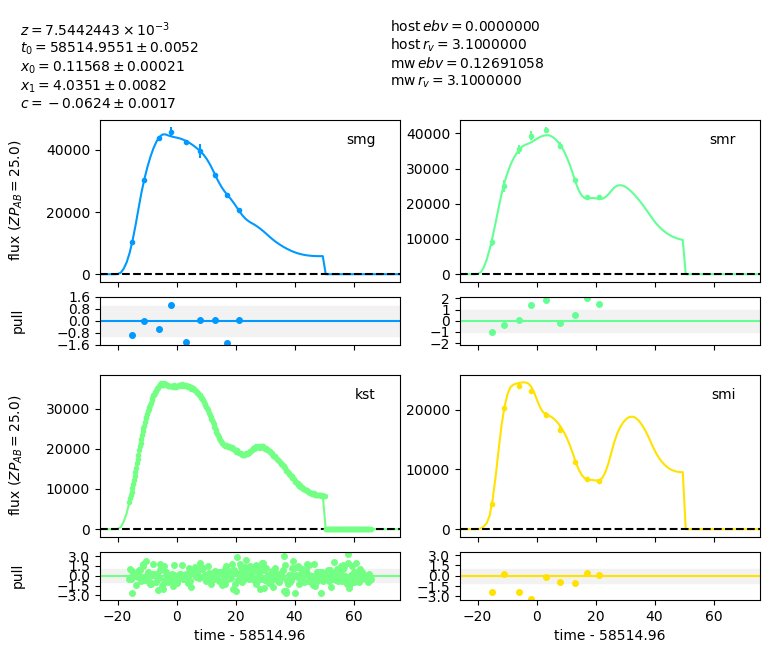 z = 7.5442443 × 10⁻³
t₀ = 58514.9551 ± 0.0052
x₀ = 0.11568 ± 0.00021
x₁ = 4.0351 ± 0.0082
c = −0.0624 ± 0.0017
host ebv = 0.0000000
host r_v = 3.1000000
mw ebv = 0.12691058
mw r_v = 3.1000000
flux (ZP_AB = 25.0)
40000
20000
0
smg
40000
30000
20000
10000
0
smr
pull
1.6
0.8
0.0
−0.8
−1.6
2
1
0
−1
−2
flux (ZP_AB = 25.0)
30000
20000
10000
0
kst
20000
10000
0
smi
pull
3.0
1.5
0.0
−1.5
−3.0
3.0
1.5
0.0
−1.5
−3.0
−20 0 20 40 60
−20 0 20 40 60
time - 58514.96
time - 58514.96